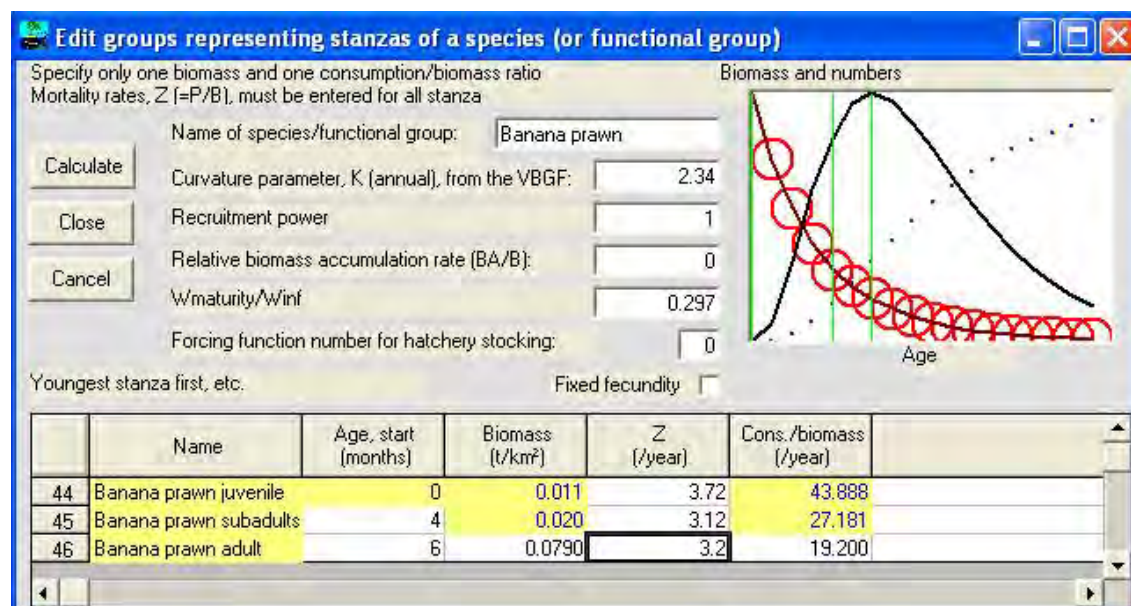 Edit groups representing stanzas of a species (or functional group)
Specify only one biomass and one consumption/biomass ratio
Mortality rates, Z (=P/B), must be entered for all stanza
Biomass and numbers
Calculate
Close
Cancel
Name of species/functional group: Banana prawn
Curvature parameter, K (annual), from the VBGF: 2.34
Recruitment power 1
Relative biomass accumulation rate (BA/B): 0
Wmaturity/Winf 0.297
Forcing function number for hatchery stocking: 0
Age
Youngest stanza first, etc. Fixed fecundity
Name Age, start (months) Biomass (t/km²) Z (/year) Cons./biomass (/year)
44 Banana prawn juvenile 0 0.011 3.72 43.888
45 Banana prawn subadults 4 0.020 3.12 27.181
46 Banana prawn adult 6 0.0790 3.2 19.200